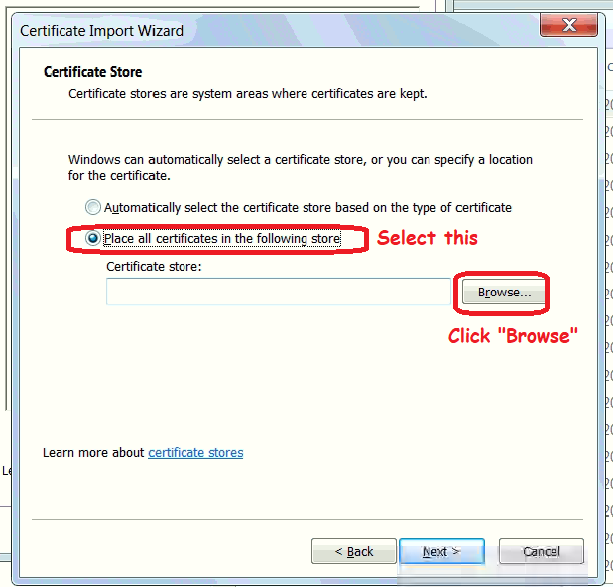 Certificate Import Wizard
Certificate Store
Certificate stores are system areas where certificates are kept.
Windows can automatically select a certificate store, or you can specify a location
for the certificate.
Automatically select the certificate store based on the type of certificate
Place all certificates in the following store
Select this
Certificate store:
Browse...
Click "Browse"
Learn more about certificate stores
< Back
Next >
Cancel